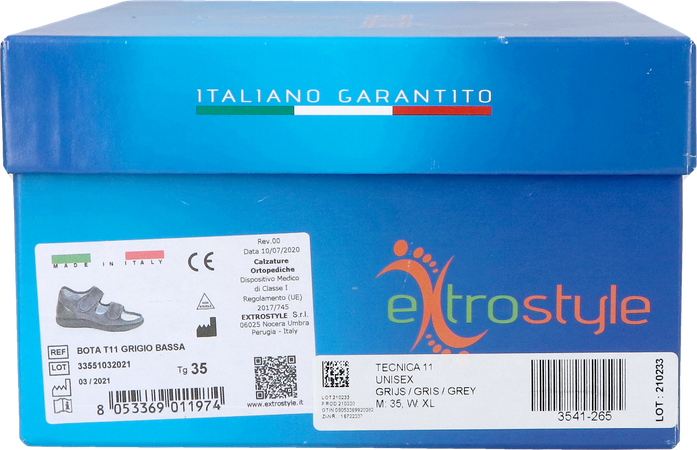 ITALIANO GARANTITO
MADE IN ITALY
CE
Rev.00
Data 10/07/2020
Calzature
Ortopediche
Dispositivo Medico
di Classe I
Regolamento (UE)
2017/745
EXTROSTYLE S.r.l.
06025 Nocera Umbra
Perugia - Italy
REF BOTA T11 GRIGIO BASSA
LOT 33551032021
03 / 2021
Tg 35
8 053369 011974
www.extrostyle.it
extrostyle
LOT 210233
TECNICA 11
UNISEX
GRIJS / GRIS / GREY
M: 35, W: XL
3541-265
LOT : 210233